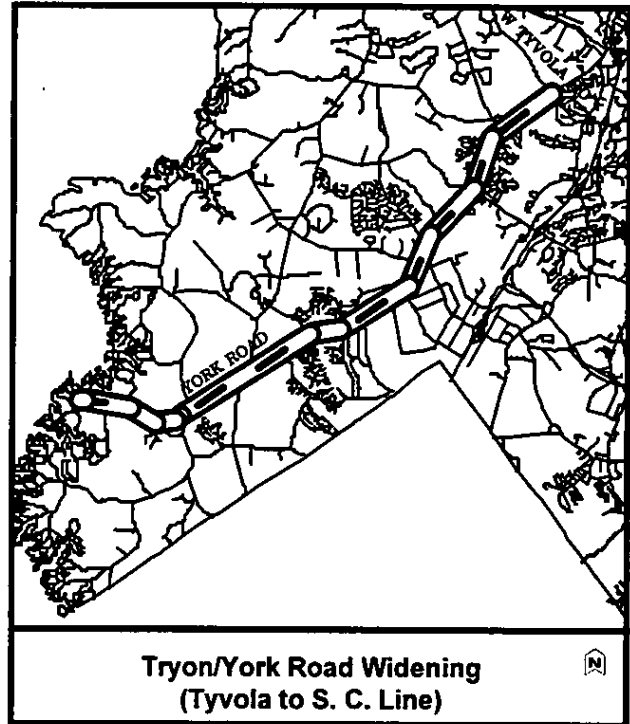 W TYVOLA
YORK ROAD
Tryon/York Road Widening
N
(Tyvola to S. C. Line)